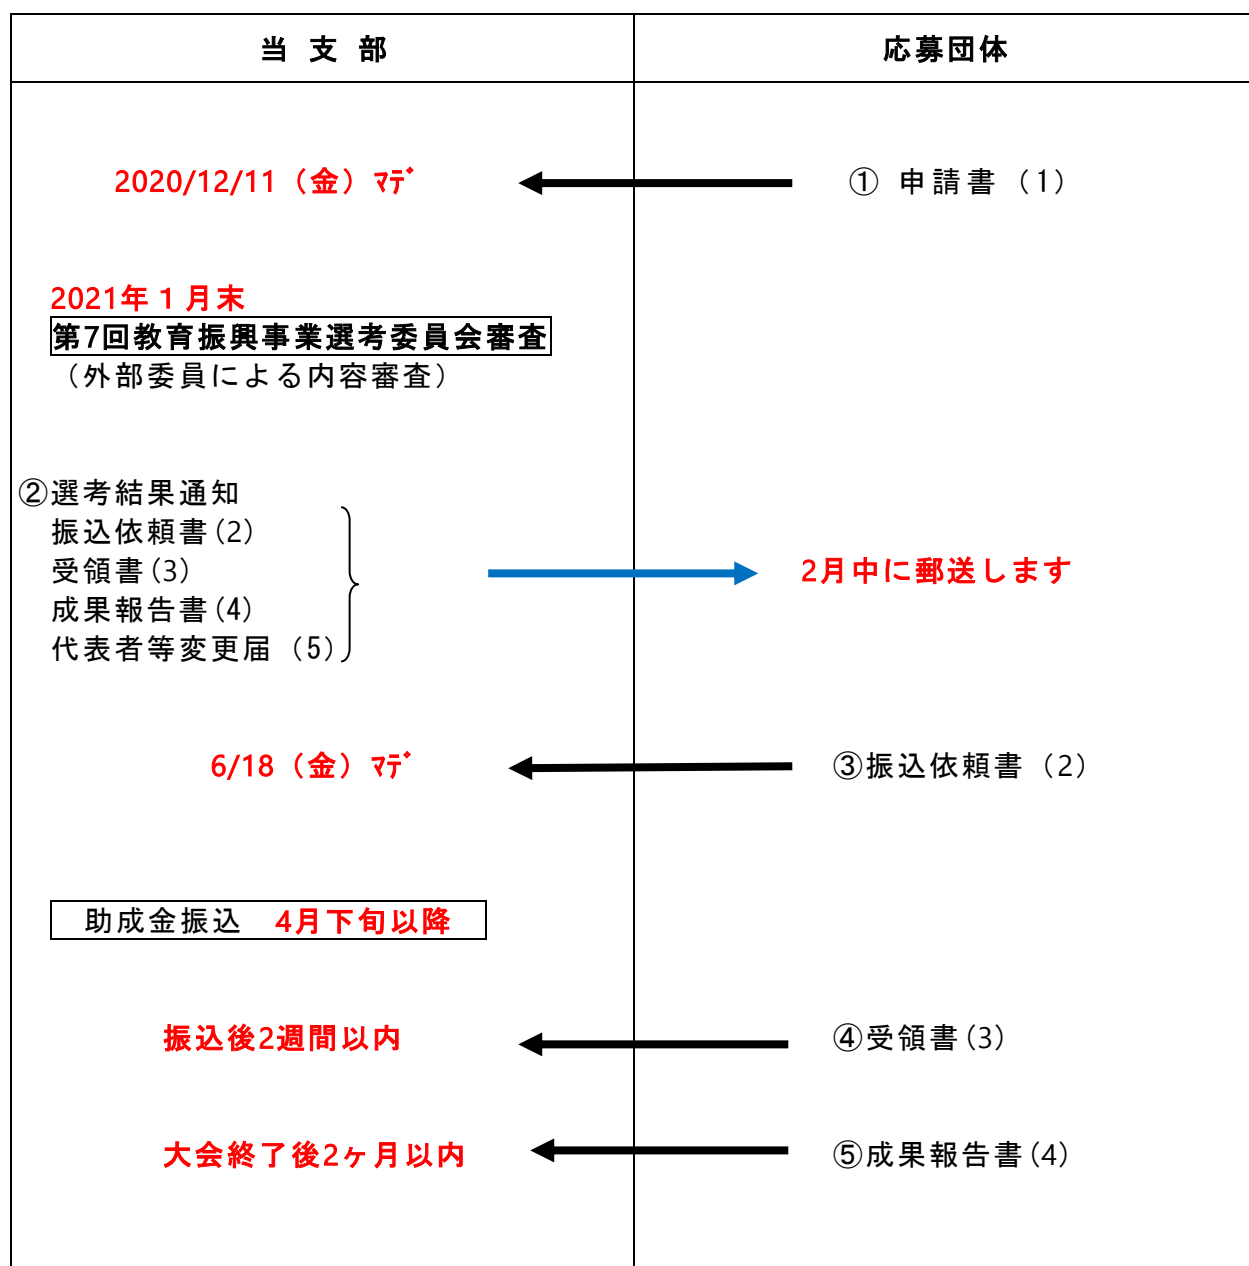 当 支 部
応募団体
2020/12/11（金）ﾏﾃﾞ
① 申請書（1）
2021年１月末
第7回教育振興事業選考委員会審査
（外部委員による内容審査）
②選考結果通知
振込依頼書(2)
受領書(3)
成果報告書(4)
代表者等変更届（5）
2月中に郵送します
6/18（金）ﾏﾃﾞ
③振込依頼書（2）
助成金振込　4月下旬以降
振込後2週間以内
④受領書(3)
大会終了後2ヶ月以内
⑤成果報告書(4)